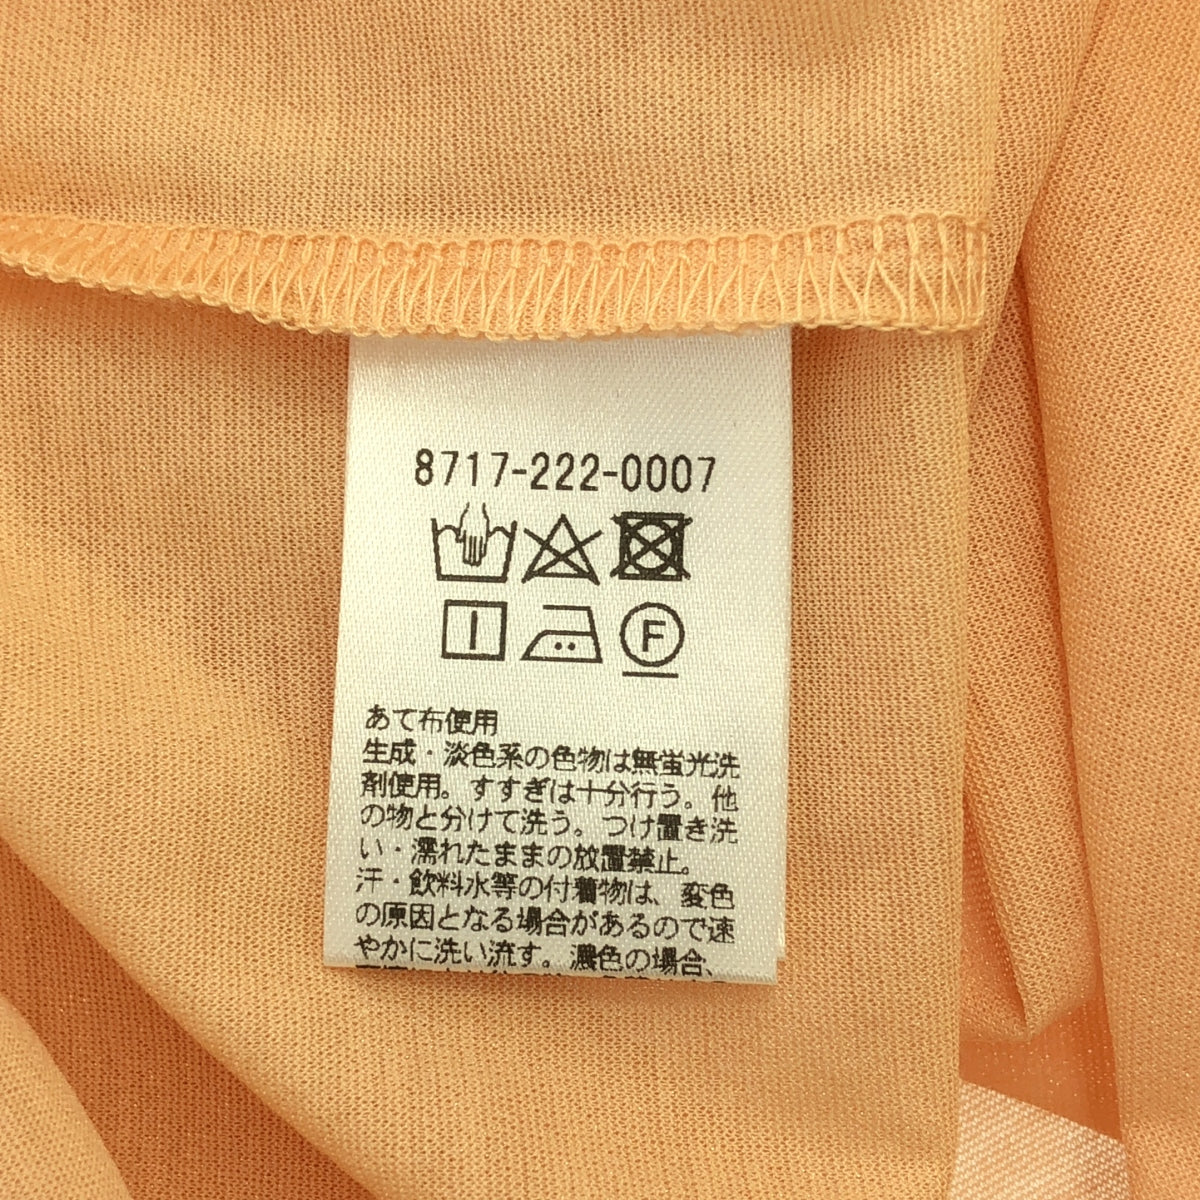 8717-222-0007
F
あて布使用
生成・淡色系の色物は無蛍光洗
剤使用。すすぎは十分行う。他
の物と分けて洗う。つけ置き洗
い・濡れたままの放置禁止。
汗・飲料水等の付着物は、変色
の原因となる場合があるので速
やかに洗い流す。濃色の場合、